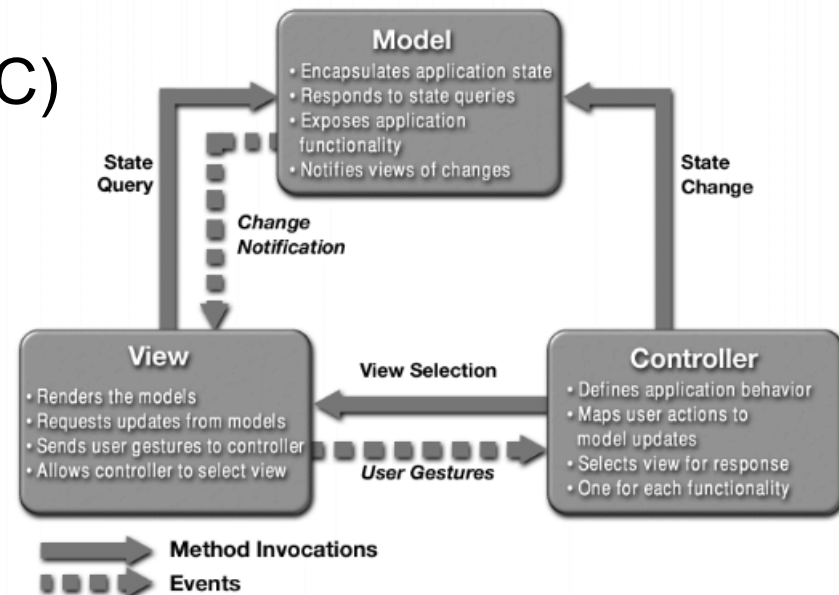 C)
Model
• Encapsulates application state
• Responds to state queries
• Exposes application
functionality
• Notifies views of changes
State
Query
Change
Notification
State
Change
View
• Renders the models
• Requests updates from models
• Sends user gestures to controller
• Allows controller to select view
View Selection
User Gestures
Controller
• Defines application behavior
• Maps user actions to
model updates
• Selects view for response
• One for each functionality
Method Invocations
Events